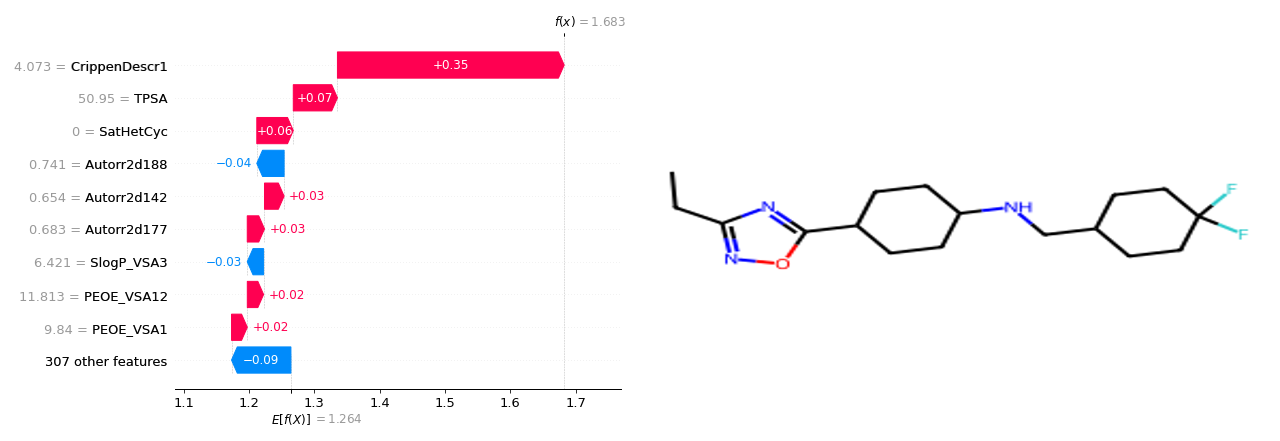 f(x) = 1.683
4.073 = CrippenDescr1
+0.35
50.95 = TPSA
+0.07
0 = SatHetCyc
+0.06
0.741 = Autorr2d188
−0.04
0.654 = Autorr2d142
+0.03
0.683 = Autorr2d177
+0.03
6.421 = SlogP_VSA3
−0.03
11.813 = PEOE_VSA12
+0.02
9.84 = PEOE_VSA1
+0.02
307 other features
−0.09
1.1 1.2 1.3 1.4 1.5 1.6 1.7
E[f(X)] = 1.264
N
N
O
NH
F
F